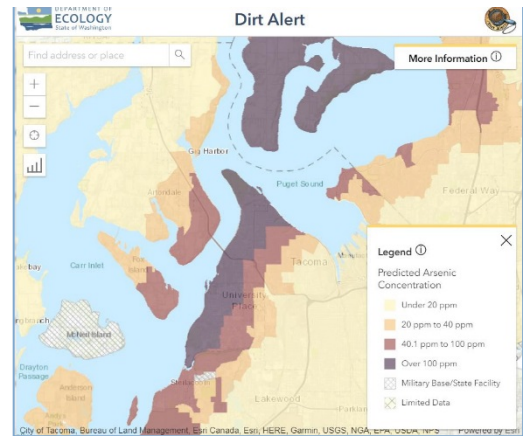 DEPARTMENT OF
ECOLOGY
State of Washington
Dirt Alert
Find address or place
More Information
Gig Harbor
Puget Sound
Federal Way
Arondale
Fox
Island
Carr Inlet
Tacoma
University
Place
bay
McNeil Island
Drayton
Passage
Anderson
Island
Steilacoom
Lakewood
Legend
Predicted Arsenic
Concentration
Under 20 ppm
20 ppm to 40 ppm
40.1 ppm to 100 ppm
Over 100 ppm
Military Base/State Facility
Limited Data
City of Tacoma, Bureau of Land Management, Esri Canada, Esri, HERE, Garmin, USGS, NGA, EPA, USDA, NPS
Powered by Esri